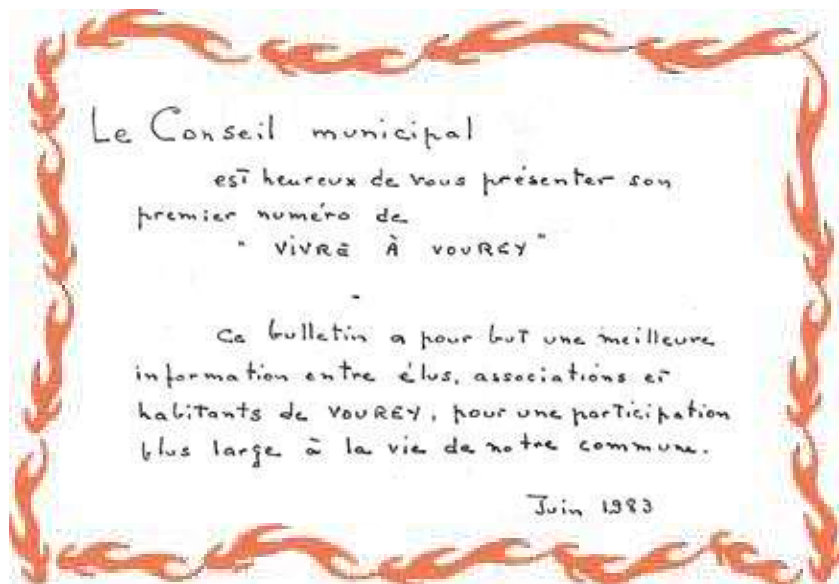 Le Conseil municipal
est heureux de vous présenter son
premier numéro de
" VIVRE À VOUREY "
-
Ce bulletin a pour but une meilleure
information entre élus, associations et
habitants de VOUREY, pour une participation
plus large à la vie de notre commune.
Juin 1983